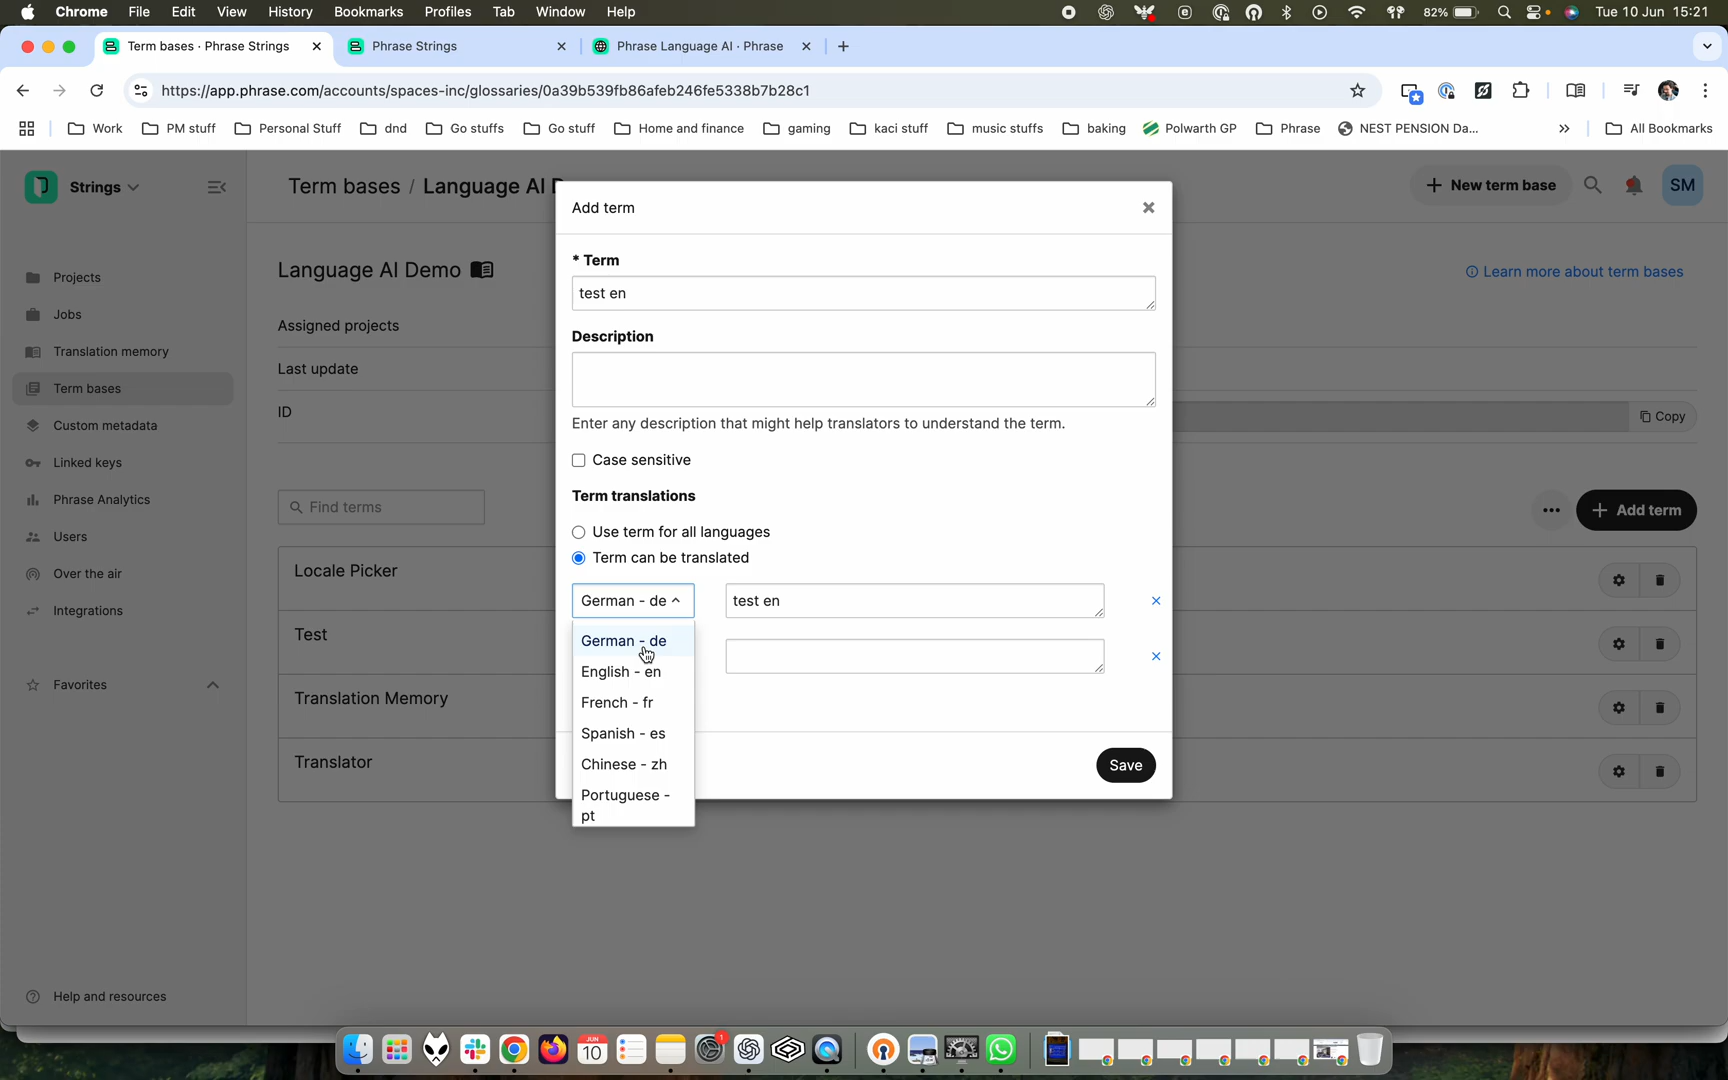 Chrome File Edit View History Bookmarks Profiles Tab Window Help 82% Tue 10 Jun 15:21
Term bases · Phrase Strings Phrase Strings Phrase Language AI · Phrase
https://app.phrase.com/accounts/spaces-inc/glossaries/0a39b539fb86afeb246fe5338b7b28c1
Work PM stuff Personal Stuff dnd Go stuffs Go stuff Home and finance gaming kaci stuff music stuffs baking Polwarth GP Phrase NEST PENSION Da... » All Bookmarks
Strings
Term bases / Language AI
New term base
SM
Projects
Jobs
Translation memory
Term bases
Custom metadata
Linked keys
Phrase Analytics
Users
Over the air
Integrations
Favorites
Help and resources
Language AI Demo
Learn more about term bases
Assigned projects
Last update
ID
Copy
Find terms
Add term
Locale Picker
Test
Translation Memory
Translator
Add term
* Term
test en
Description
Enter any description that might help translators to understand the term.
Case sensitive
Term translations
Use term for all languages
Term can be translated
German - de test en
German - de
English - en
French - fr
Spanish - es
Chinese - zh
Portuguese -
pt
Save
JUN
10
1